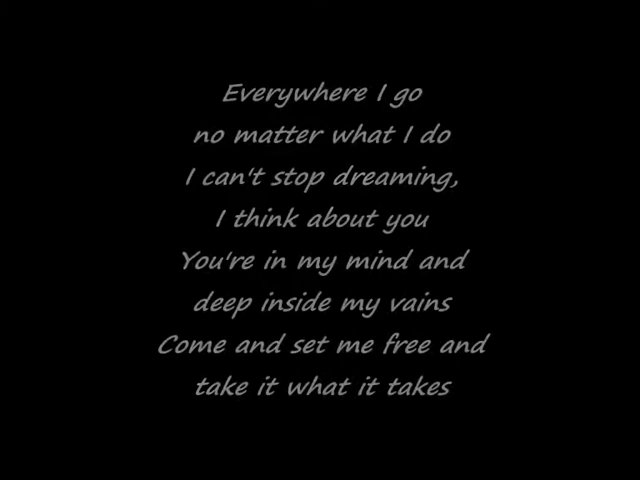 Everywhere I go
no matter what I do
I can't stop dreaming,
I think about you
You're in my mind and
deep inside my vains
Come and set me free and
take it what it takes